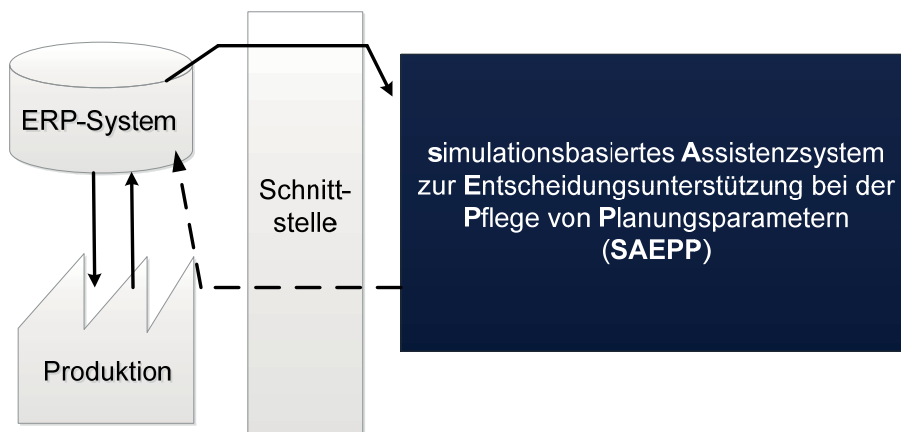 ERP-System
Schnitt-
stelle
Produktion
simulationsbasiertes Assistenzsystem
zur Entscheidungsunterstützung bei der
Pflege von Planungsparametern
(SAEPP)